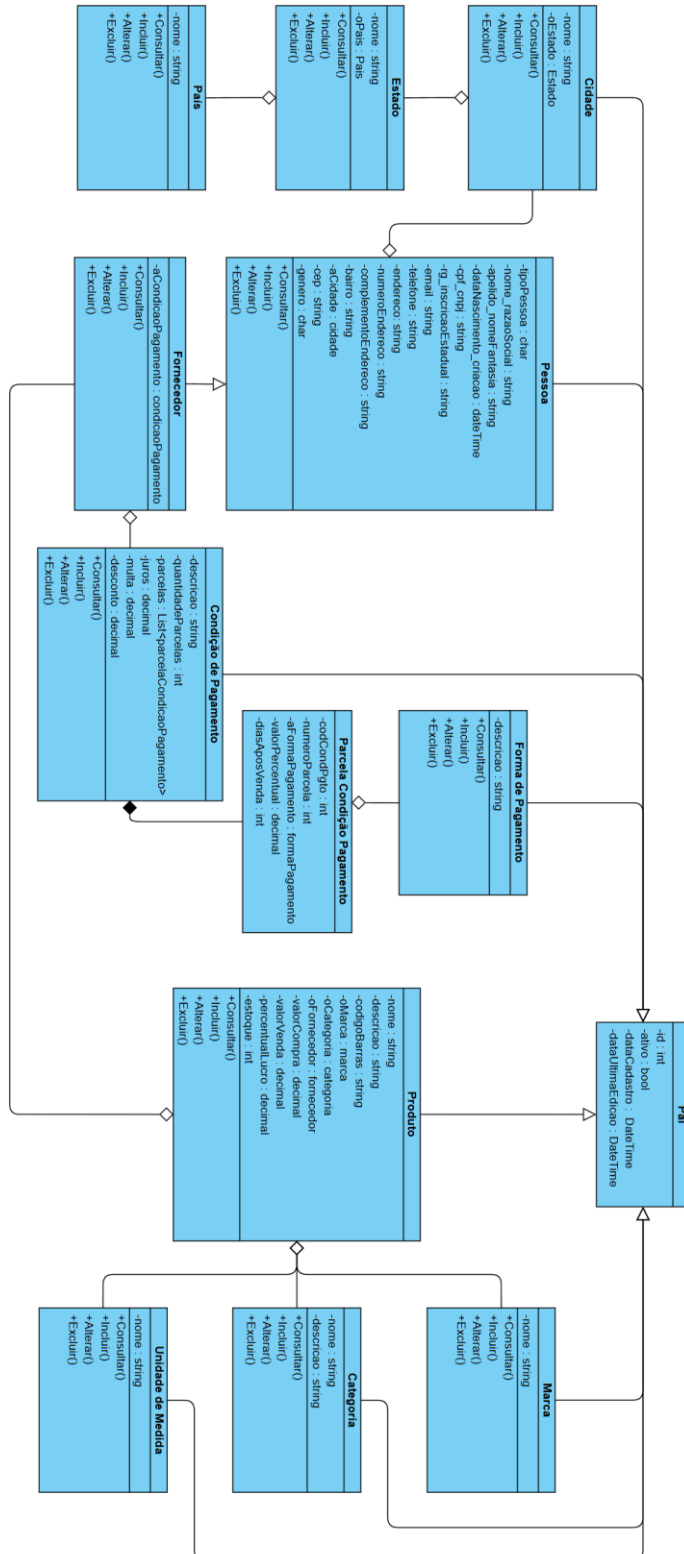 Pai
-id : int
-ativo : bool
-dataCadastro : DateTime
-dataUltimaEdicao : DateTime
Cidade
-nome : string
-oEstado : Estado
+Consultar()
+Incluir()
+Alterar()
+Excluir()
Estado
-nome : string
-oPais : Pais
+Consultar()
+Incluir()
+Alterar()
+Excluir()
País
-nome : string
+Consultar()
+Incluir()
+Alterar()
+Excluir()
Pessoa
-tipoPessoa : char
-nome_razaoSocial : string
-apelido_nomeFantasia : string
-dataNascimento_criacao : dateTime
-cpf_cnpj : string
-rg_inscricaoEstadual : string
-email : string
-telefone : string
-endereco : string
-numeroEndereco : string
-complementoEndereco : string
-bairro : string
-aCidade : cidade
-cep : string
-genero : char
+Consultar()
+Incluir()
+Alterar()
+Excluir()
Fornecedor
-aCondicaoPagamento : condicaoPagamento
+Consultar()
+Incluir()
+Alterar()
+Excluir()
Condição de Pagamento
-descricao : string
-quantidadeParcelas : int
-parcelas : List<parcelaCondicaoPagamento>
-juros : decimal
-multa : decimal
-desconto : decimal
+Consultar()
+Incluir()
+Alterar()
+Excluir()
Forma de Pagamento
-descricao : string
+Consultar()
+Incluir()
+Alterar()
+Excluir()
Parcela Condição Pagamento
-codCondPgto : int
-numeroParcela : int
-aFormaPagamento : formaPagamento
-valorPercentual : decimal
-diasAposVenda : int
Produto
-nome : string
-descricao : string
-codigoBarras : string
-oMarca : marca
-oCategoria : categoria
-oFornecedor : fornecedor
-valorCompra : decimal
-valorVenda : decimal
-percentualLucro : decimal
-estoque : int
+Consultar()
+Incluir()
+Alterar()
+Excluir()
Marca
-nome : string
+Consultar()
+Incluir()
+Alterar()
+Excluir()
Categoria
-nome : string
-descricao : string
+Consultar()
+Incluir()
+Alterar()
+Excluir()
Unidade de Medida
-nome : string
+Consultar()
+Incluir()
+Alterar()
+Excluir()